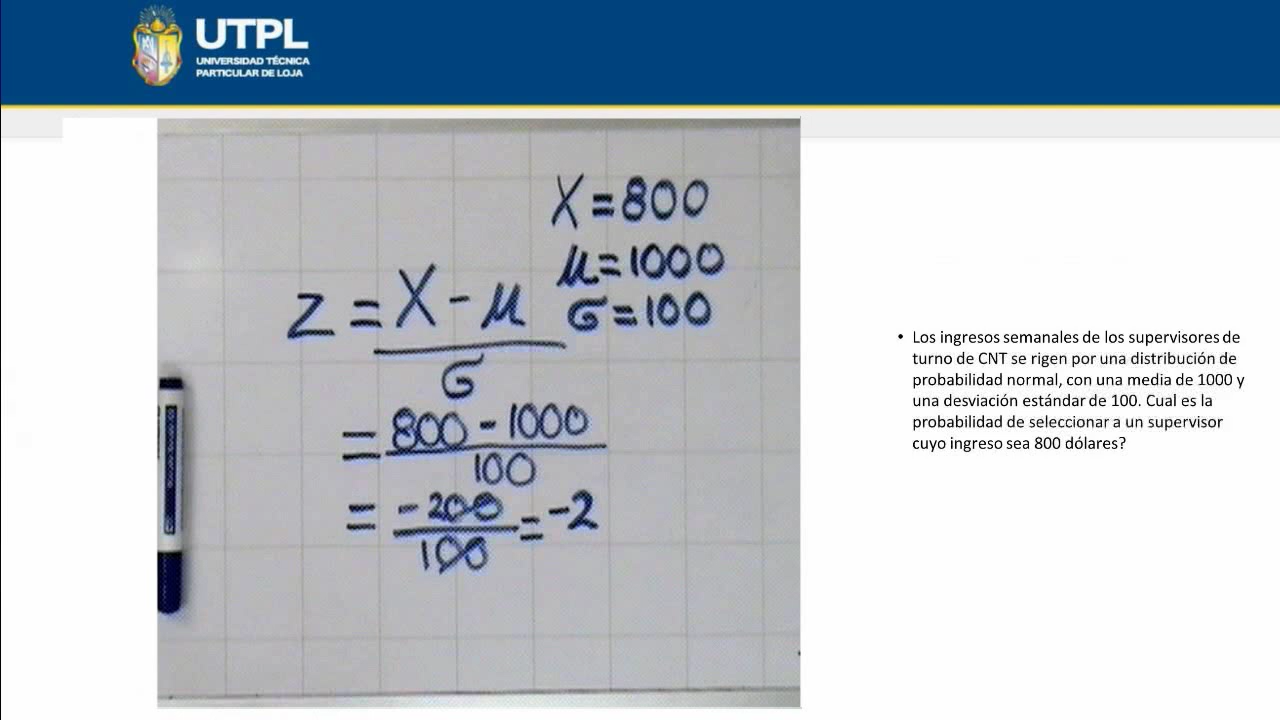 UTPL
UNIVERSIDAD TÉCNICA
PARTICULAR DE LOJA
X = 800
μ = 1000
σ = 100
Z = X - μ
σ
= 800 - 1000
100
= -200
100
= -2
• Los ingresos semanales de los supervisores de
turno de CNT se rigen por una distribución de
probabilidad normal, con una media de 1000 y
una desviación estándar de 100. Cual es la
probabilidad de seleccionar a un supervisor
cuyo ingreso sea 800 dólares?